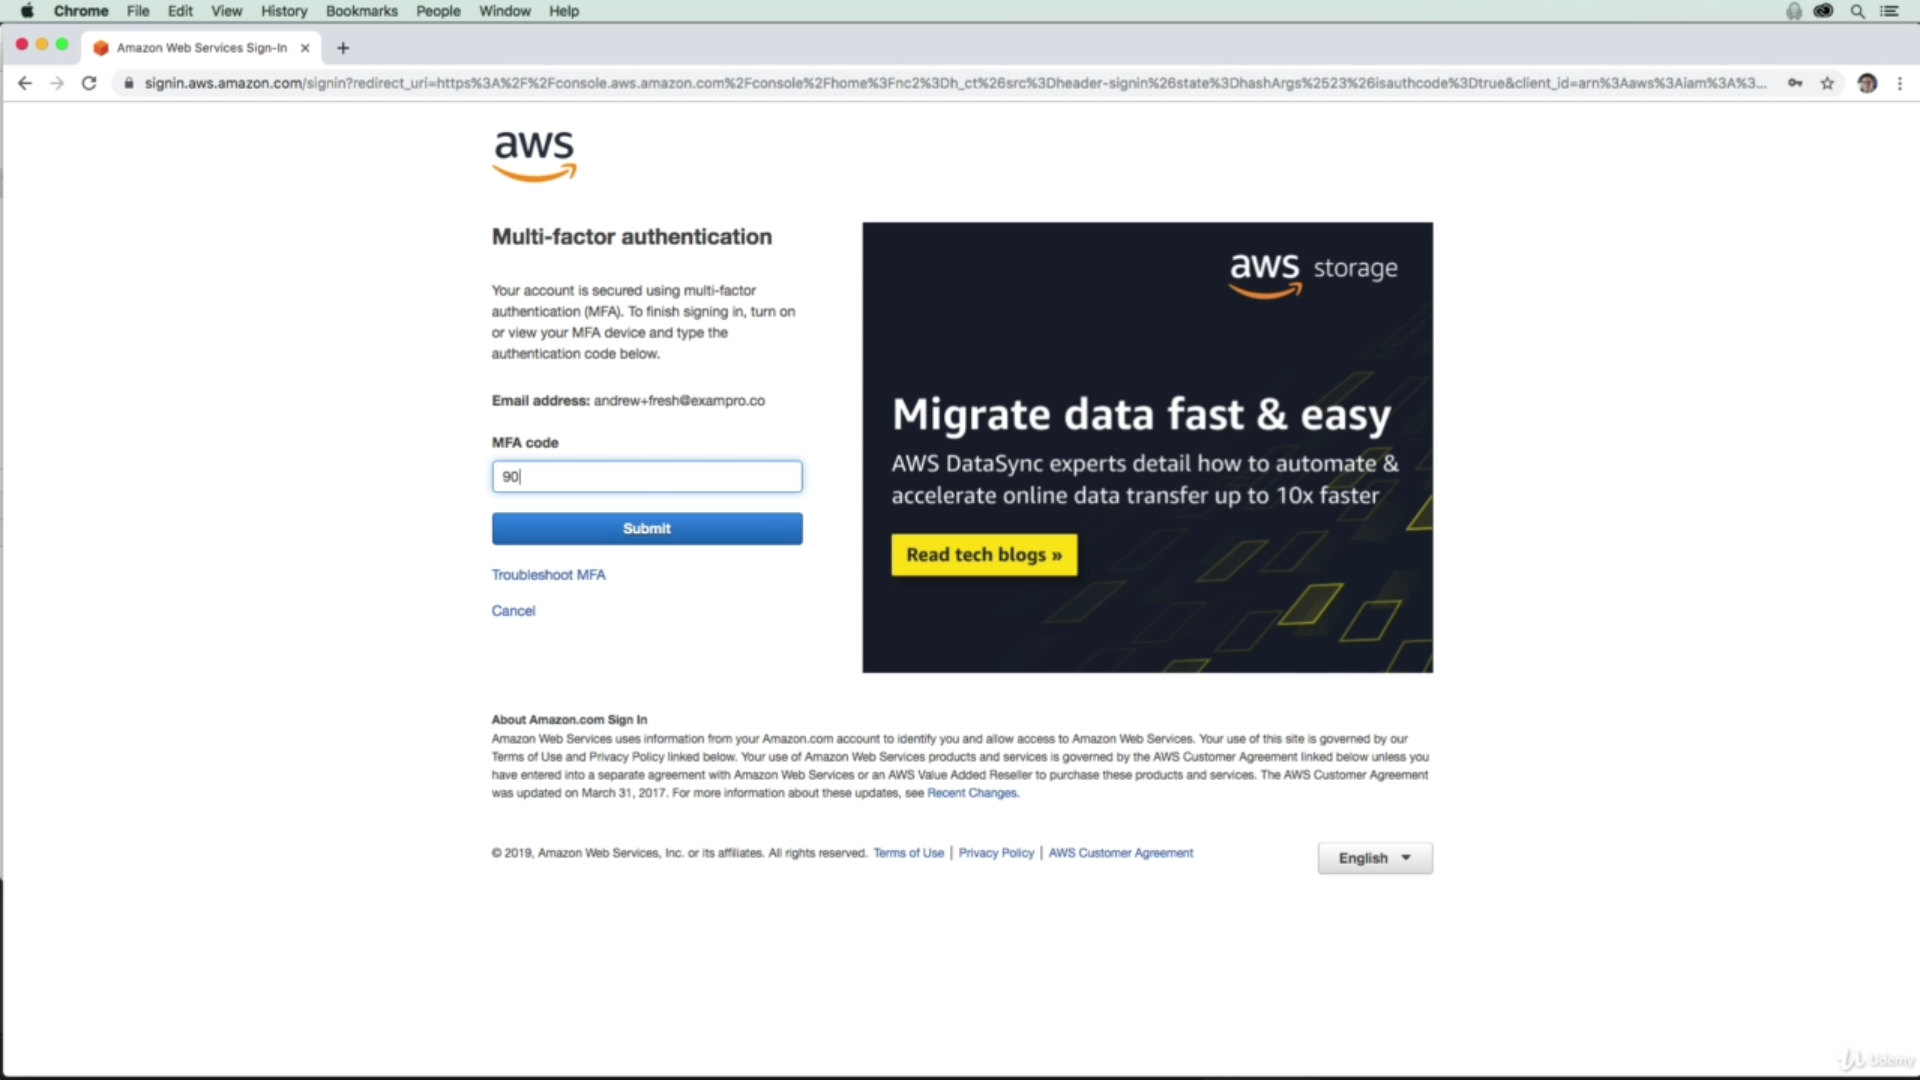 Chrome File Edit View History Bookmarks People Window Help
Amazon Web Services Sign-In
signin.aws.amazon.com/signin?redirect_uri=https%3A%2F%2Fconsole.aws.amazon.com%2Fconsole%2Fhome%3Fnc2%3Dh_ct%26src%3Dheader-signin%26state%3DhashArgs%2523%26isauthcode%3Dtrue&client_id=arn%3Aaws%3Aiam%3A%3...
aws
Multi-factor authentication
Your account is secured using multi-factor
authentication (MFA). To finish signing in, turn on
or view your MFA device and type the
authentication code below.
Email address: andrew+fresh@exampro.co
MFA code
90
Submit
Troubleshoot MFA
Cancel
aws storage
Migrate data fast & easy
AWS DataSync experts detail how to automate &
accelerate online data transfer up to 10x faster
Read tech blogs »
About Amazon.com Sign In
Amazon Web Services uses information from your Amazon.com account to identify you and allow access to Amazon Web Services. Your use of this site is governed by our
Terms of Use and Privacy Policy linked below. Your use of Amazon Web Services products and services is governed by the AWS Customer Agreement linked below unless you
have entered into a separate agreement with Amazon Web Services or an AWS Value Added Reseller to purchase these products and services. The AWS Customer Agreement
was updated on March 31, 2017. For more information about these updates, see Recent Changes.
© 2019, Amazon Web Services, Inc. or its affiliates. All rights reserved. Terms of Use | Privacy Policy | AWS Customer Agreement
English
Udemy